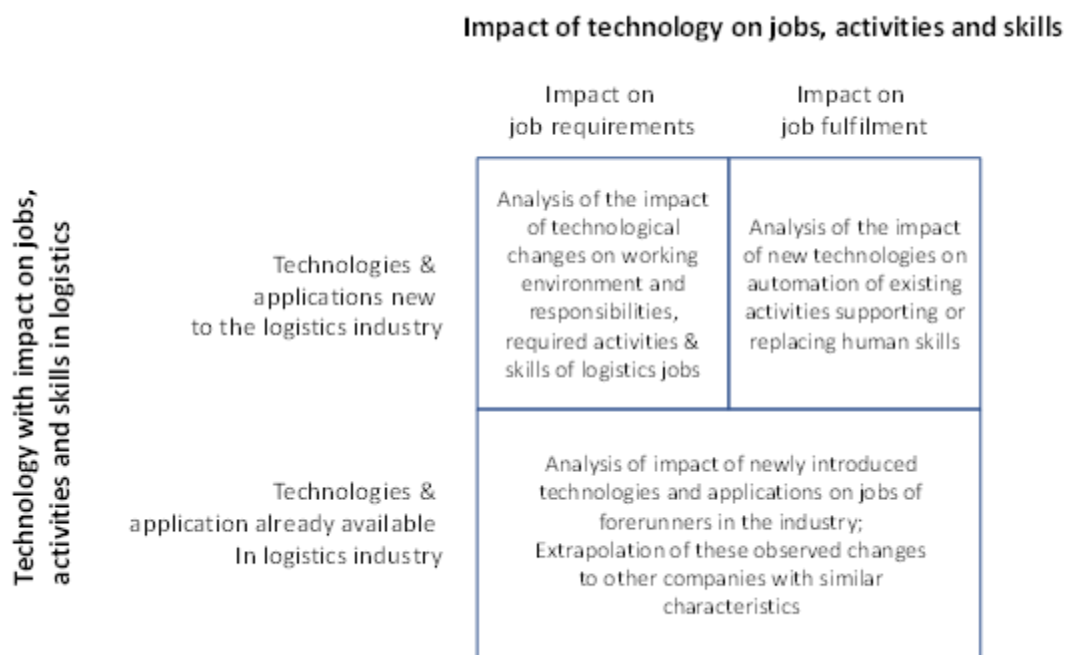 Impact of technology on jobs, activities and skills
Impact on
job requirements
Impact on
job fulfilment
Technology with impact on jobs,
activities and skills in logistics
Technologies &
applications new
to the logistics industry
Analysis of the impact
of technological
changes on working
environment and
responsibilities,
required activities &
skills of logistics jobs
Analysis of the impact
of new technologies on
automation of existing
activities supporting or
replacing human skills
Technologies &
application already available
In logistics industry
Analysis of impact of newly introduced
technologies and applications on jobs of
forerunners in the industry;
Extrapolation of these observed changes
to other companies with similar
characteristics